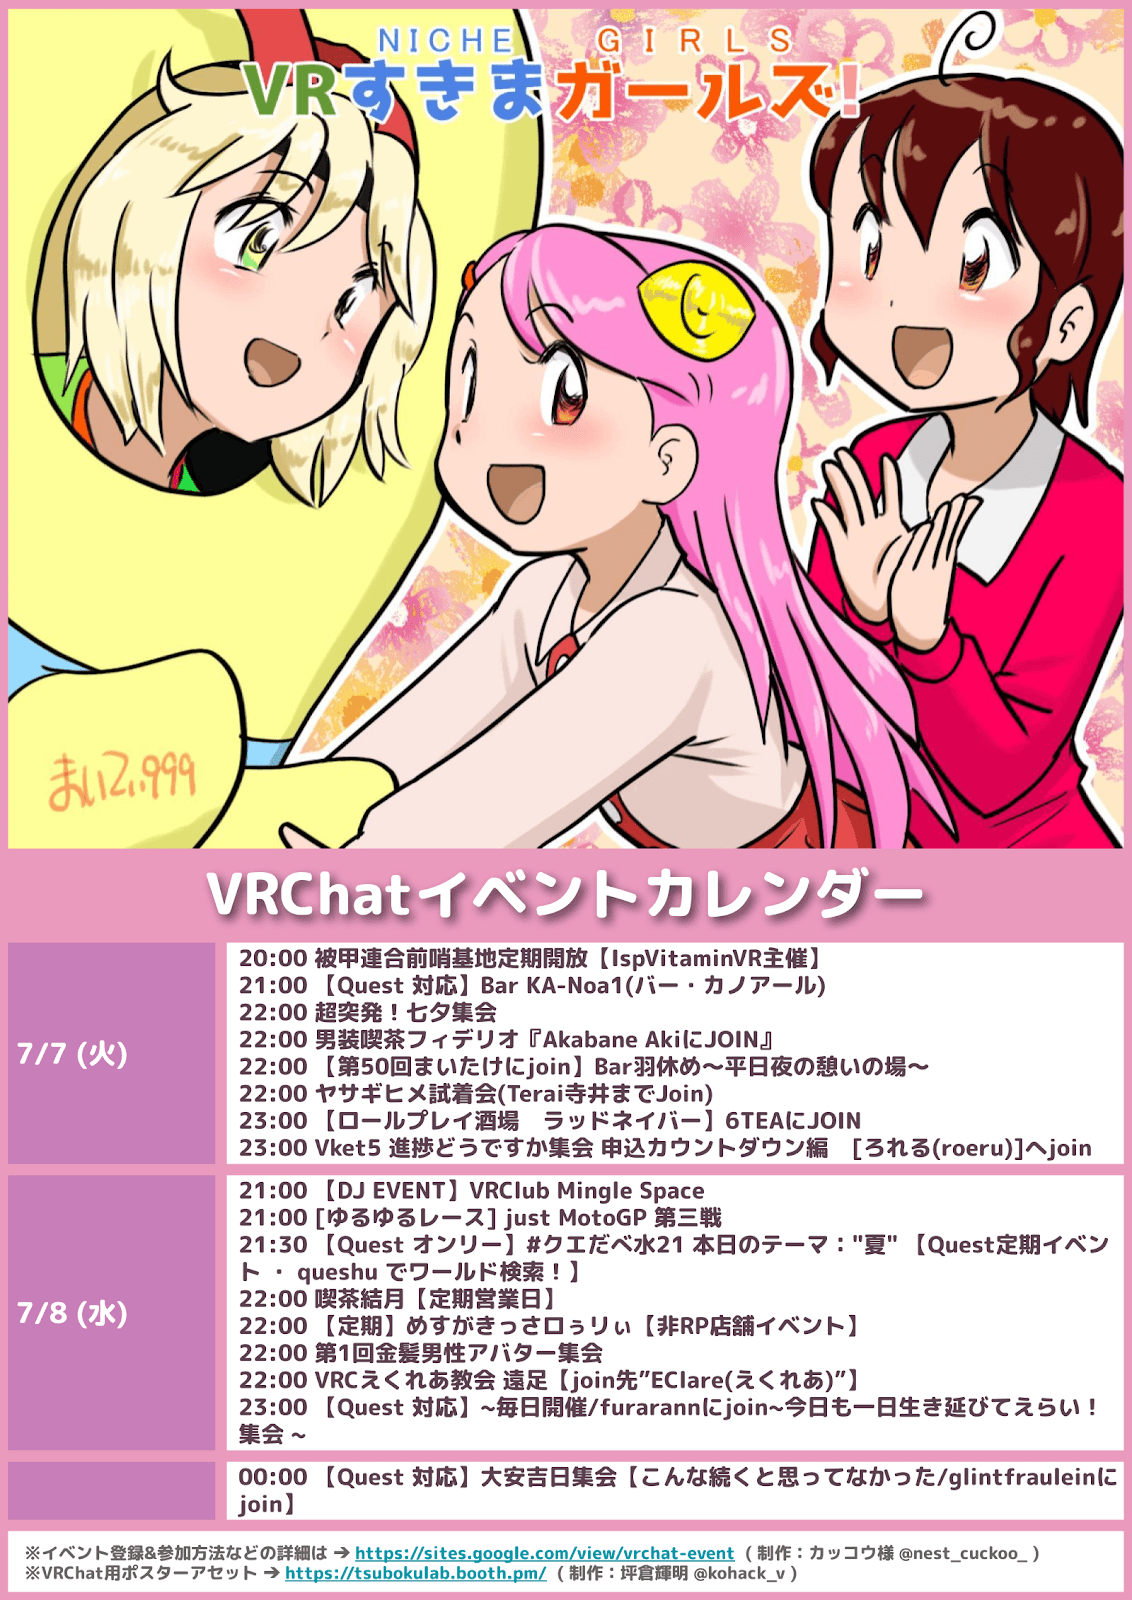 NICHE GIRLS
VRすきまガールズ!
まいこぃ999
VRChatイベントカレンダー
7/7 (火)
20:00 被甲連合前哨基地定期開放【IspVitaminVR主催】
21:00 【Quest 対応】Bar KA-Noa1(バー・カノアール)
22:00 超突発！七夕集会
22:00 男装喫茶フィデリオ『Akabane AkiにJOIN』
22:00 【第50回まいたけにjoin】Bar羽休め～平日夜の憩いの場～
22:00 ヤサギヒメ試着会(Terai寺井までJoin)
23:00 【ロールプレイ酒場　ラッドネイバー】6TEAにJOIN
23:00 Vket5 進捗どうですか集会 申込カウントダウン編　[ろれる(roeru)]へjoin
7/8 (水)
21:00 【DJ EVENT】VRClub Mingle Space
21:00 [ゆるゆるレース] just MotoGP 第三戦
21:30 【Quest オンリー】#クエだべ水21 本日のテーマ："夏" 【Quest定期イベン
ト ・ queshu でワールド検索！】
22:00 喫茶結月【定期営業日】
22:00 【定期】めすがきっさロぅリぃ【非RP店舗イベント】
22:00 第1回金髪男性アバター集会
22:00 VRCえくれあ教会 遠足【join先”EClare(えくれあ)”】
23:00 【Quest 対応】~毎日開催/furarannにjoin~今日も一日生き延びてえらい！
集会 ~
00:00 【Quest 対応】大安吉日集会【こんな続くと思ってなかった/glintfrauleinに
join】
※イベント登録&参加方法などの詳細は → https://sites.google.com/view/vrchat-event ( 制作：カッコウ様 @nest_cuckoo_ )
※VRChat用ポスターアセット → https://tsubokulab.booth.pm/ ( 制作：坪倉輝明 @kohack_v )